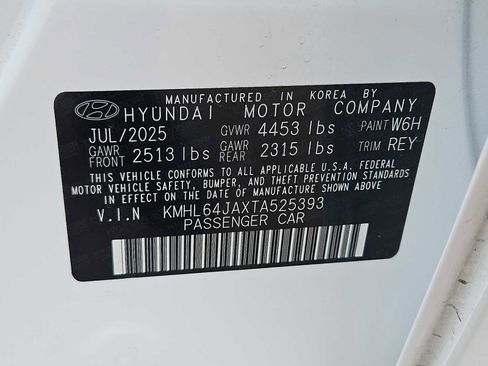 MANUFACTURED IN KOREA BY
HYUNDAI MOTOR COMPANY
JUL/2025 GVWR 4453 lbs PAINT W6H
GAWR FRONT 2513 lbs GAWR REAR 2315 lbs TRIM REY
THIS VEHICLE CONFORMS TO ALL APPLICABLE U.S.A. FEDERAL
MOTOR VEHICLE SAFETY, BUMPER, AND THEFT PREVENTION STANDARDS
IN EFFECT ON THE DATE OF MANUFACTURE SHOWN ABOVE.
V.I.N KMHL64JAXTA525393
PASSENGER CAR